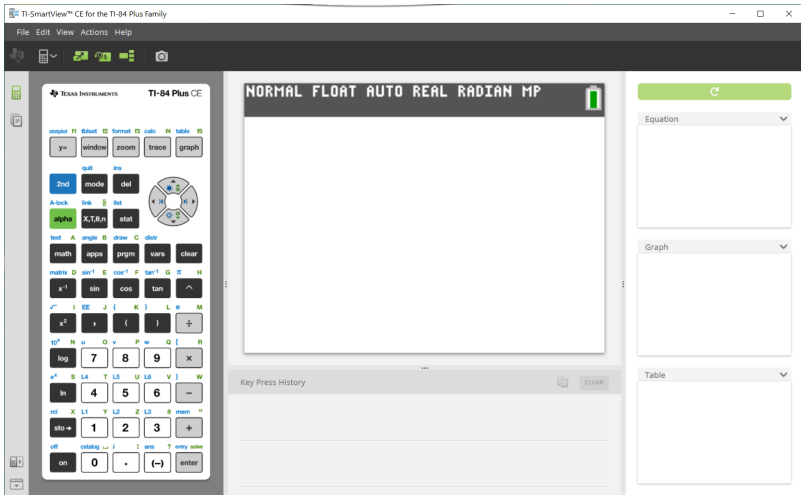 TI-SmartView™ CE for the TI-84 Plus Family
File Edit View Actions Help
TEXAS INSTRUMENTS TI-84 Plus CE
statplot f1 tblset f2 format f3 calc f4 table f5
y= window zoom trace graph
quit ins
2nd mode del
A-lock link list
alpha X,T,θ,n stat
test A angle B draw C distr
math apps prgm vars clear
matrix D sin⁻¹ E cos⁻¹ F tan⁻¹ G π H
x⁻¹ sin cos tan ^
√ I EE J { K } L e M
x² , ( ) ÷
10ˣ N u O v P w Q [ R
log 7 8 9 ×
eˣ S L4 T L5 U L6 V ] W
ln 4 5 6 −
rcl X L1 Y L2 Z L3 θ mem "
sto→ 1 2 3 +
off catalog ⎵ i : ans ? entry solve
on 0 . (−) enter
NORMAL FLOAT AUTO REAL RADIAN MP
Key Press History CLEAR
Equation
Graph
Table